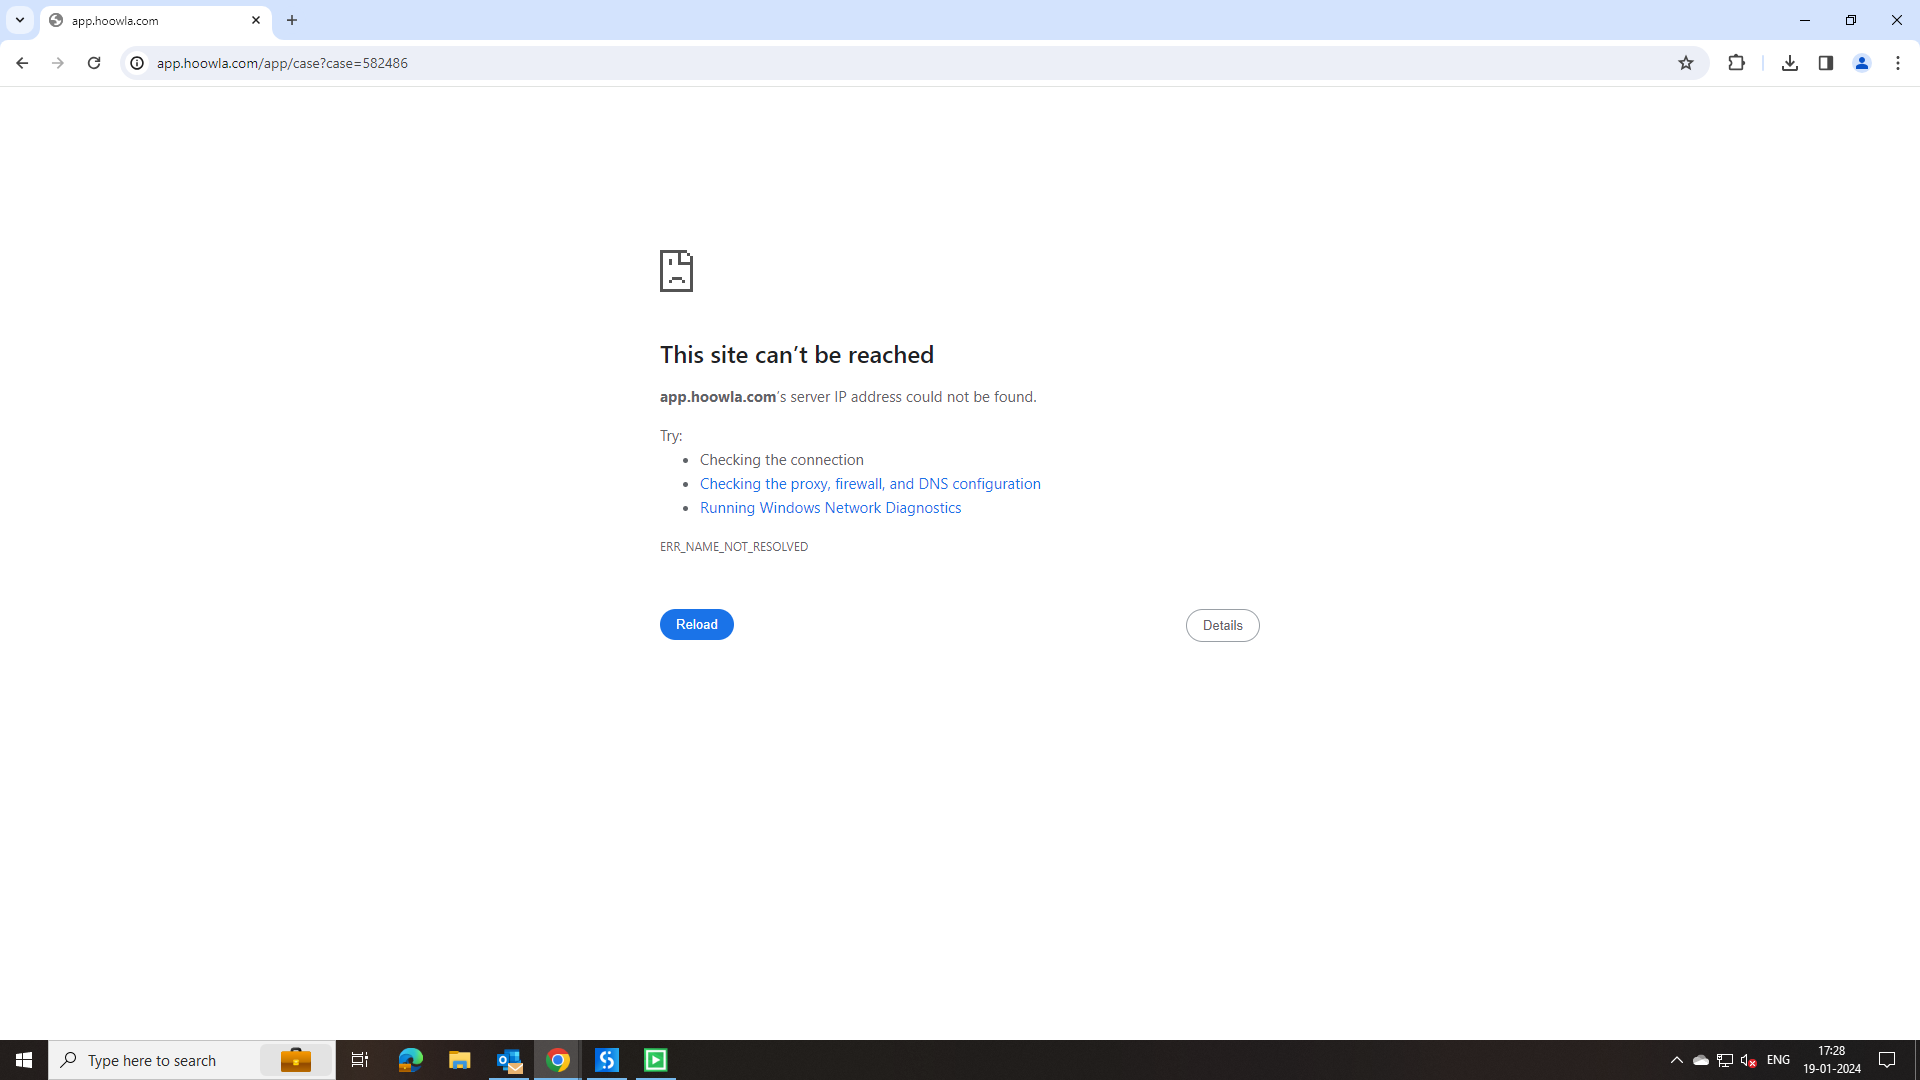 app.hoowla.com
app.hoowla.com/app/case?case=582486
This site can’t be reached
app.hoowla.com's server IP address could not be found.
Try:
• Checking the connection
• Checking the proxy, firewall, and DNS configuration
• Running Windows Network Diagnostics
ERR_NAME_NOT_RESOLVED
Reload
Details
Type here to search
ENG
17:28
19-01-2024